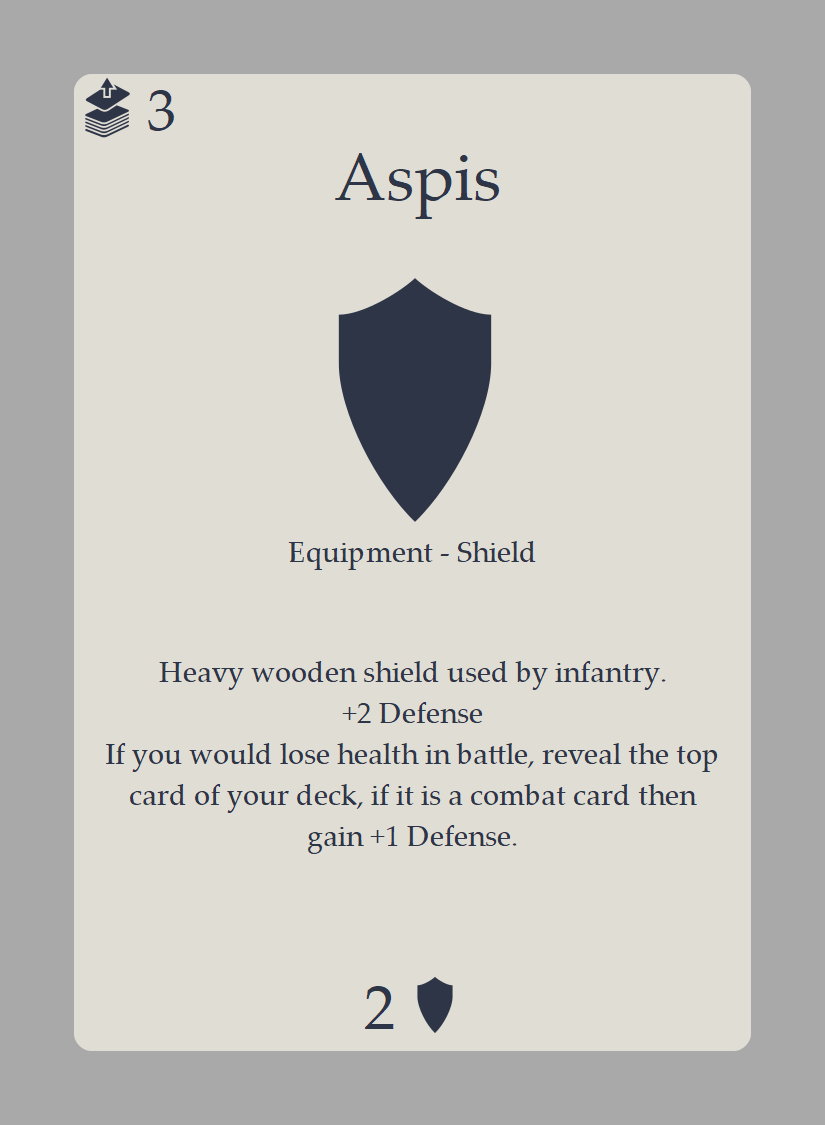 3
Aspis
Equipment - Shield
Heavy wooden shield used by infantry.
+2 Defense
If you would lose health in battle, reveal the top
card of your deck, if it is a combat card then
gain +1 Defense.
2